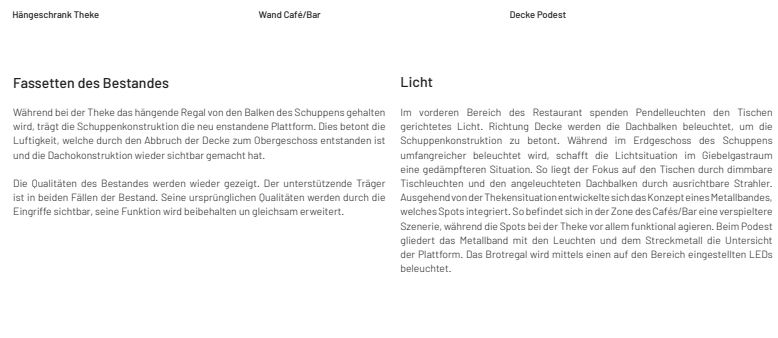 Hängeschrank Theke
Wand Café/Bar
Decke Podest
Fassetten des Bestandes
Während bei der Theke das hängende Regal von den Balken des Schuppens gehalten
wird, trägt die Schuppenkonstruktion die neu enstandene Plattform. Dies betont die
Luftigkeit, welche durch den Abbruch der Decke zum Obergeschoss entstanden ist
und die Dachokonstruktion wieder sichtbar gemacht hat.
Die Qualitäten des Bestandes werden wieder gezeigt. Der unterstützende Träger
ist in beiden Fällen der Bestand. Seine ursprünglichen Qualitäten werden durch die
Eingriffe sichtbar, seine Funktion wird beibehalten un gleichsam erweitert.
Licht
Im vorderen Bereich des Restaurant spenden Pendelleuchten den Tischen
gerichtetes Licht. Richtung Decke werden die Dachbalken beleuchtet, um die
Schuppenkonstruktion zu betont. Während im Erdgeschoss des Schuppens
umfangreicher beleuchtet wird, schafft die Lichtsituation im Giebelgastraum
eine gedämpfteren Situation. So liegt der Fokus auf den Tischen durch dimmbare
Tischleuchten und den angeleuchteten Dachbalken durch ausrichtbare Strahler.
Ausgehend von der Thekensituation entwickelte sich das Konzept eines Metallbandes,
welches Spots integriert. So befindet sich in der Zone des Cafés/Bar eine verspieltere
Szenerie, während die Spots bei der Theke vor allem funktional agieren. Beim Podest
gliedert das Metallband mit den Leuchten und dem Streckmetall die Untersicht
der Plattform. Das Brotregal wird mittels einen auf den Bereich eingestellten LEDs
beleuchtet.